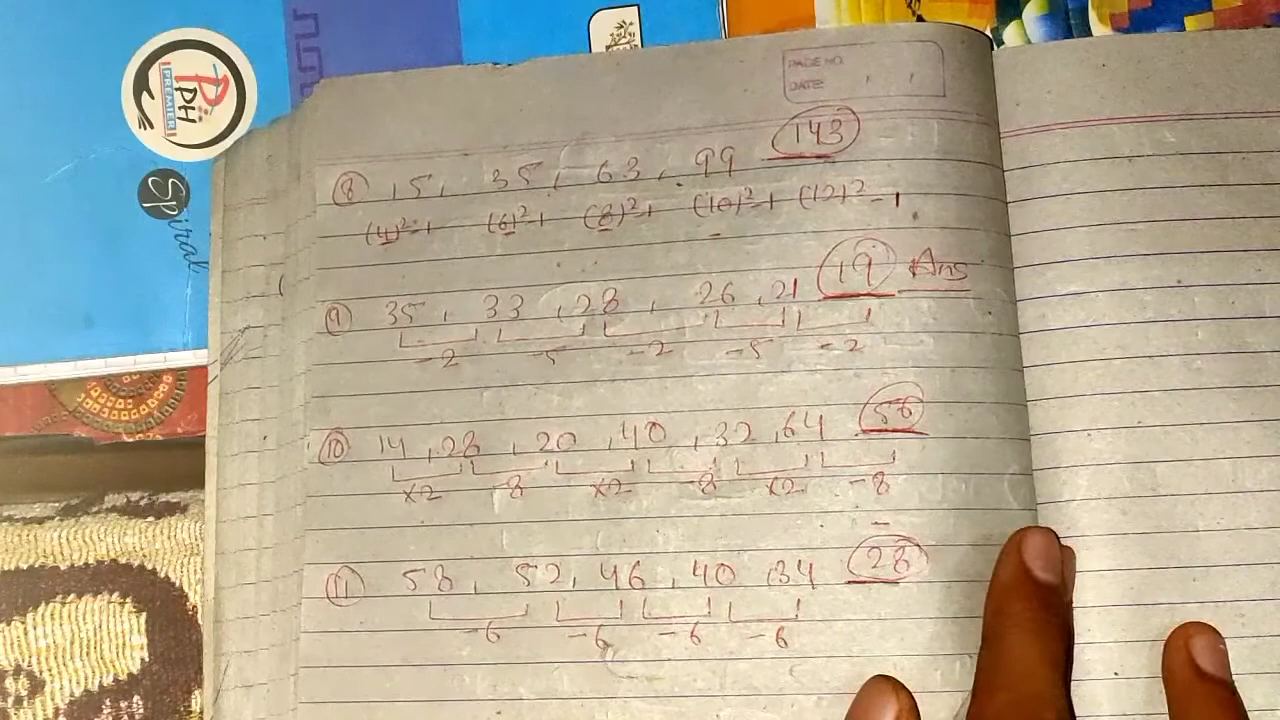 PPH
PREMIER
Spiral
PAGE NO.
DATE:
⑧ 15, 35, 63, 99 143
(4)²-1 (6)²-1 (8)²-1 (10)²-1 (12)²-1
⑨ 35, 33, 28, 26, 21 19 Ans
-2 -5 -2 -5 -2
⑩ 14, 28, 20, 40, 32, 64 56
×2 -8 ×2 -8 ×2 -8
⑪ 58, 52, 46, 40, 34 28
-6 -6 -6 -6